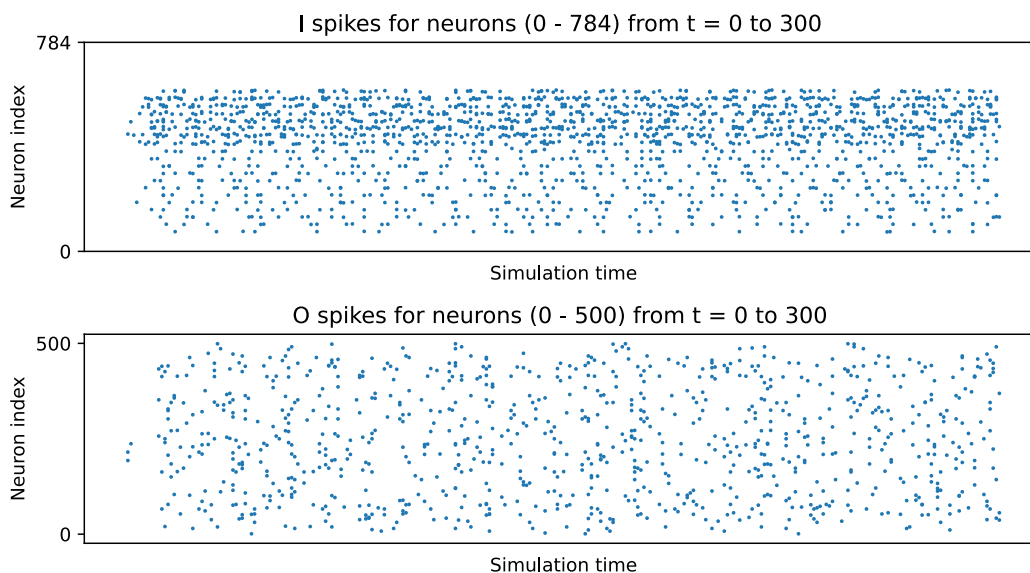 I spikes for neurons (0 - 784) from t = 0 to 300
784
Neuron index
0
Simulation time
O spikes for neurons (0 - 500) from t = 0 to 300
500
Neuron index
0
Simulation time